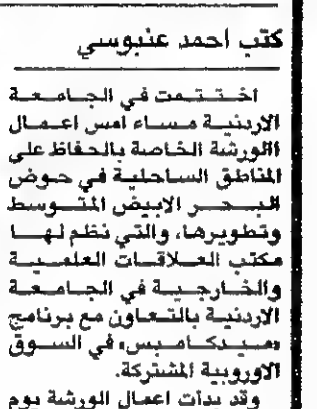 كتب احمد عنبوسي
اختتمت في الجامعة
الاردنية مساء امس اعمال
الورشة الخاصة بالحفاظ على
المناطق الساحلية في حوض
البحر الابيض المتوسط
وتطويرها، والتي نظم لها
مكتب العلاقات العلمية
والخارجية في الجامعة
الاردنية بالتعاون مع برنامج
«ميدكامبس» في السوق
الاوروبية المشتركة.
وقد بدأت اعمال الورشة يوم